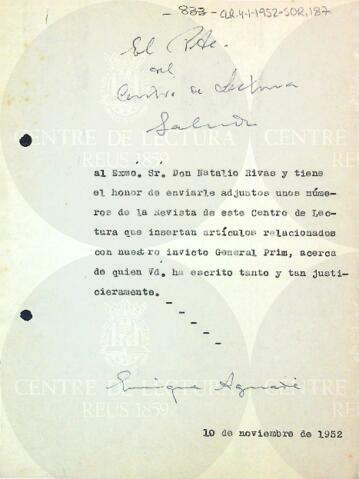 - 833 - CLR.4-1-1952-SOR.187
El Pte.
del
Centro de Lectura
Saluda
al Exmo. Sr. Don Natalio Rivas y tiene
el honor de enviarle adjuntos unos núme-
ros de la Revista de este Centro de Lec-
tura que insertan artículos relacionados
con nuestro invicto General Prim, acerca
de quien Vd. ha escrito tanto y tan justi-
cieramente.
CENTRE DE LECTURA
REUS 1859
CENTRE DE LECTURA
REUS 1859
Enrique Aguadé
10 de noviembre de 1952